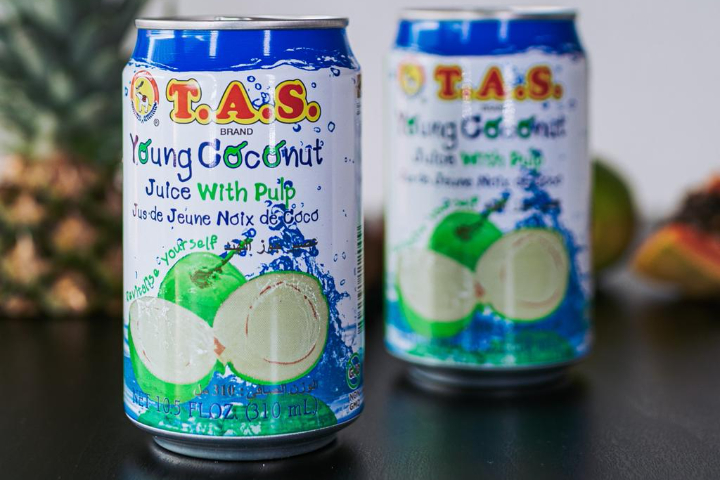 T.A.S.
BRAND
Young Coconut
Juice With Pulp
Jus de Jeune Noix de Coco
revitalise yourself
NET 10.5 FL.OZ. (310 mL)
T.A.S.
Young Coconut
Juice With Pulp